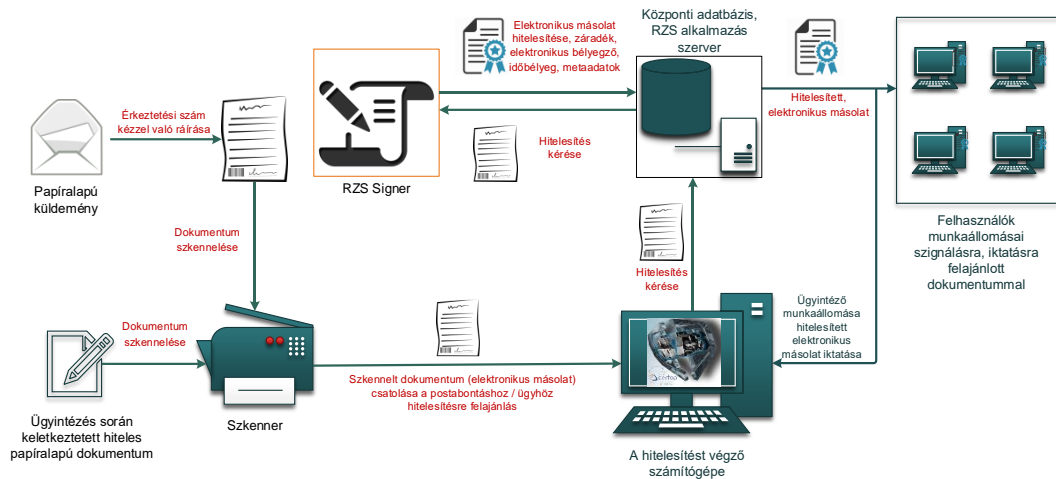 Elektronikus másolat
hitelesítése, záradék,
elektronikus bélyegző,
időbélyeg, metaadatok
Központi adatbázis,
RZS alkalmazás
szerver
Érkeztetési szám
kézzel való ráírása
Hitelesítés
kérése
Hitelesített,
elektronikus másolat
Papíralapú
küldemény
RZS Signer
Felhasználók
munkaállomásai
szignálásra, iktatásra
felajánlott
dokumentummal
Dokumentum
szkennelése
Hitelesítés
kérése
Ügyintéző
munkaállomása
hitelesített
elektronikus
másolat iktatása
Dokumentum
szkennelése
Szkennelt dokumentum (elektronikus másolat)
csatolása a postabontáshoz / ügyhöz
hitelesítésre felajánlás
Ügyintézés során
keletkeztetett hiteles
papíralapú dokumentum
Szkenner
A hitelesítést végző
számítógépe